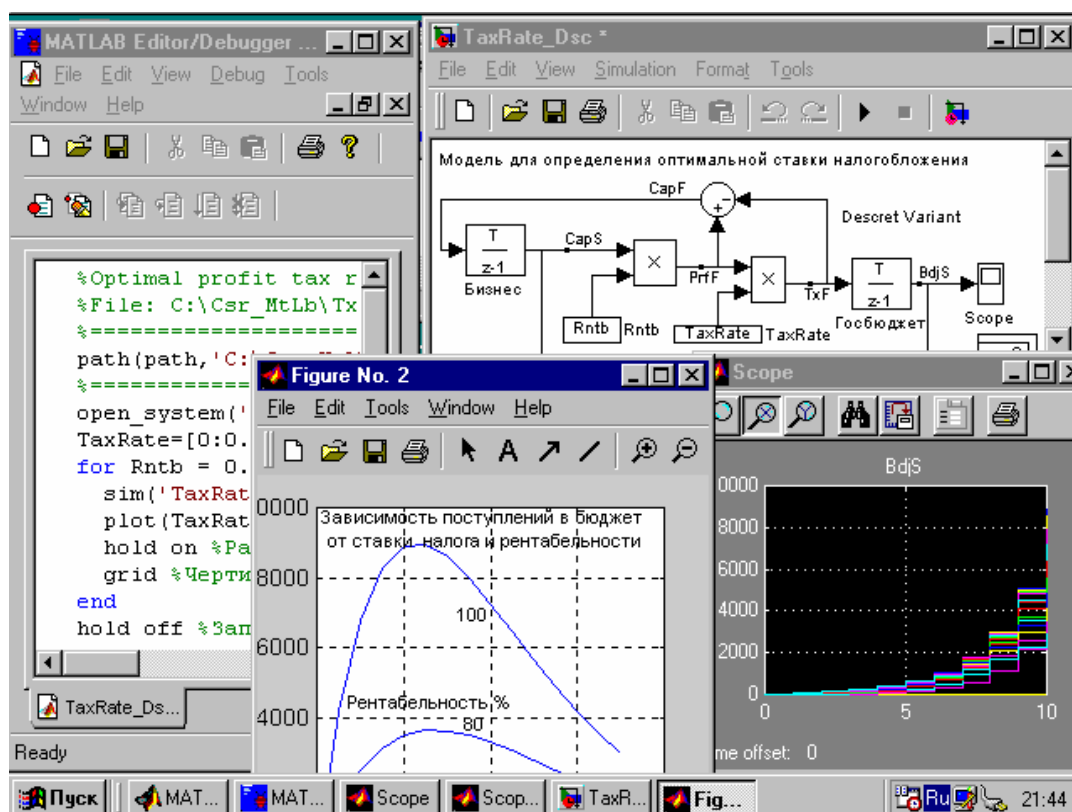 MATLAB Editor/Debugger ...
File Edit View Debug Tools
Window Help
%Optimal profit tax r
%File: C:\Csr_MtLb\Tx
%=====================
path(path,'C:\
%=============
open_system('
TaxRate=[0:0.
for Rntb = 0.
sim('TaxRat
plot(TaxRat
hold on %Ра
grid %Черти
end
hold off %Зап
TaxRate_Ds...
Ready
TaxRate_Dsc *
File Edit View Simulation Format Tools
Модель для определения оптимальной ставки налогообложения
CapF
Descret Variant
T
z-1
Бизнес
CapS
×
PrfF
×
TxF
T
z-1
Госбюджет
BdjS
Scope
Rntb Rntb
TaxRate TaxRate
Figure No. 2
File Edit Tools Window Help
0000
8000
6000
4000
Зависимость поступлений в бюджет
от ставки налога и рентабельности
100
Рентабельность,%
80
Scope
BdjS
0000
8000
6000
4000
2000
0
0 5 10
me offset: 0
Пуск MAT... MAT... Scope Scop... TaxR... Fig... Ru 21:44